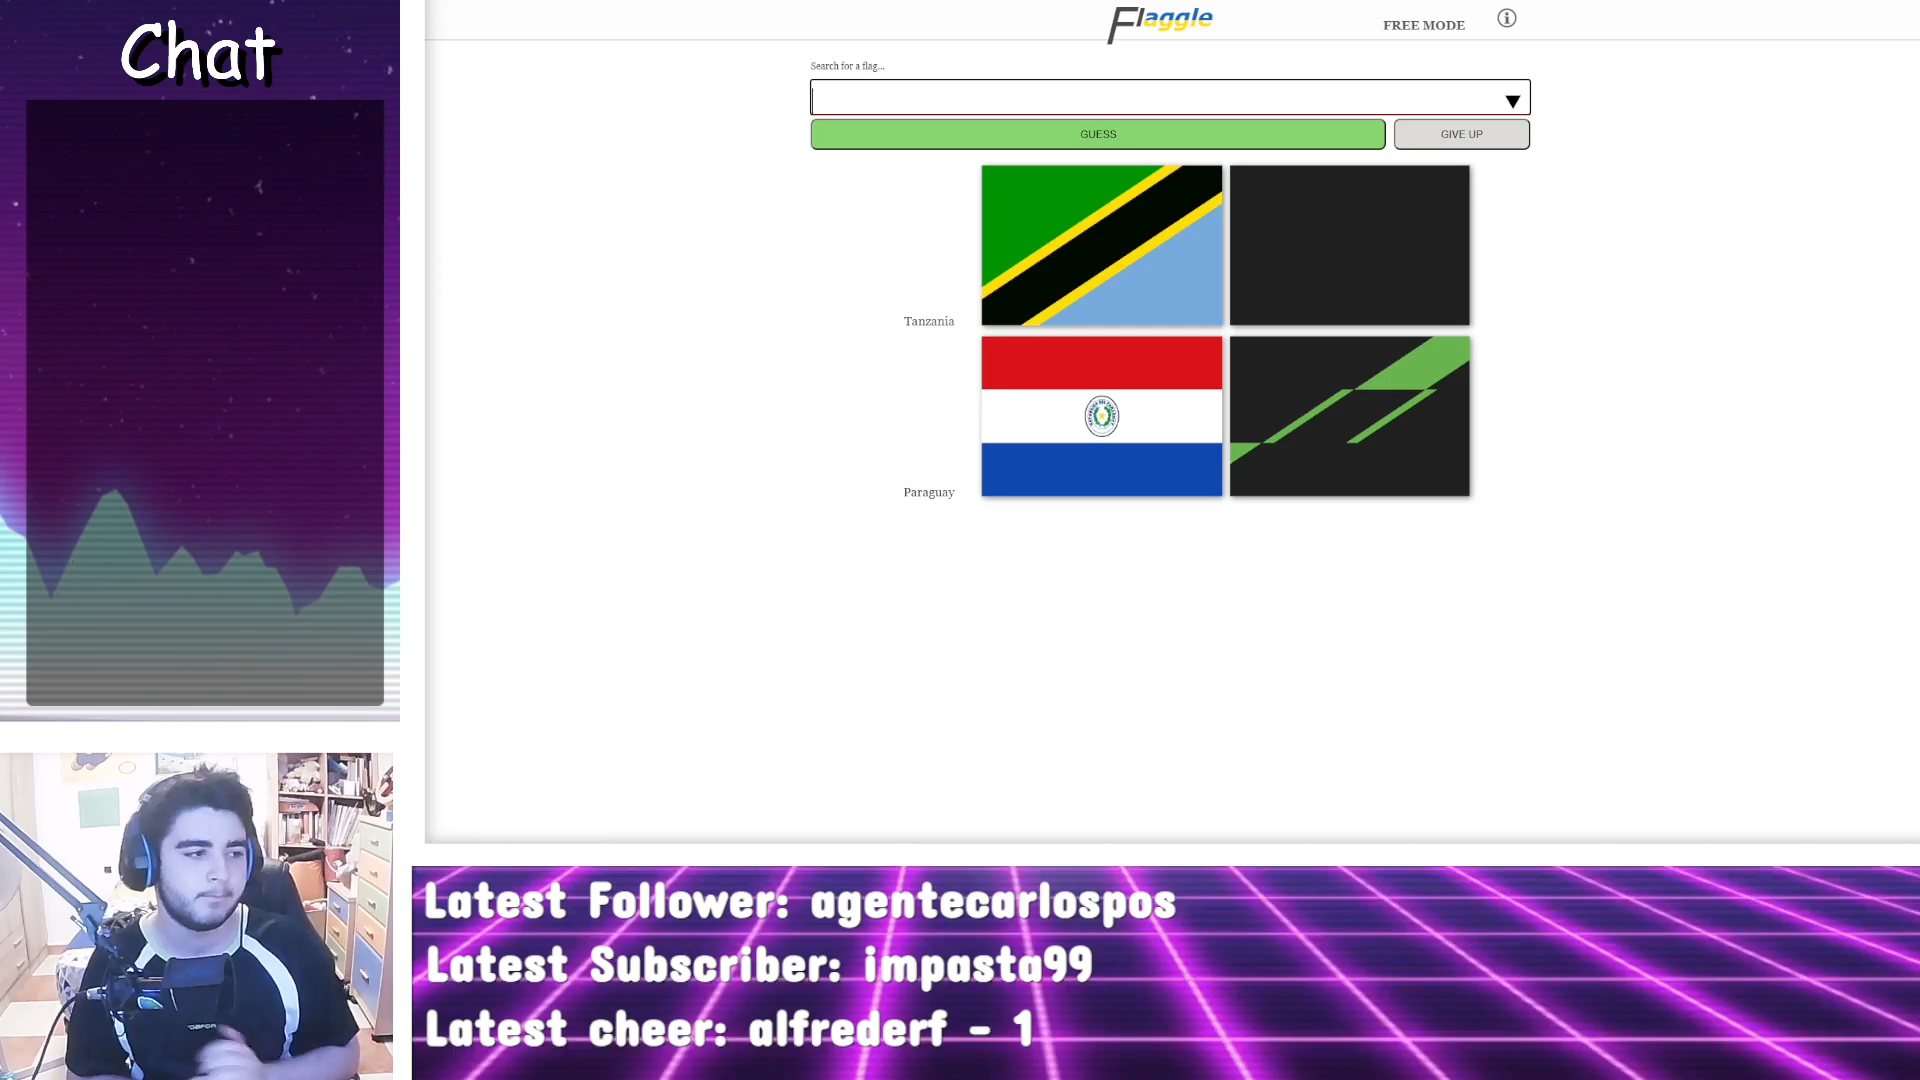 Chat
Flaggle
FREE MODE
Search for a flag...
GUESS
GIVE UP
Tanzania
Paraguay
Latest Follower: agentecarlospos
Latest Subscriber: impasta99
Latest cheer: alfrederf - 1